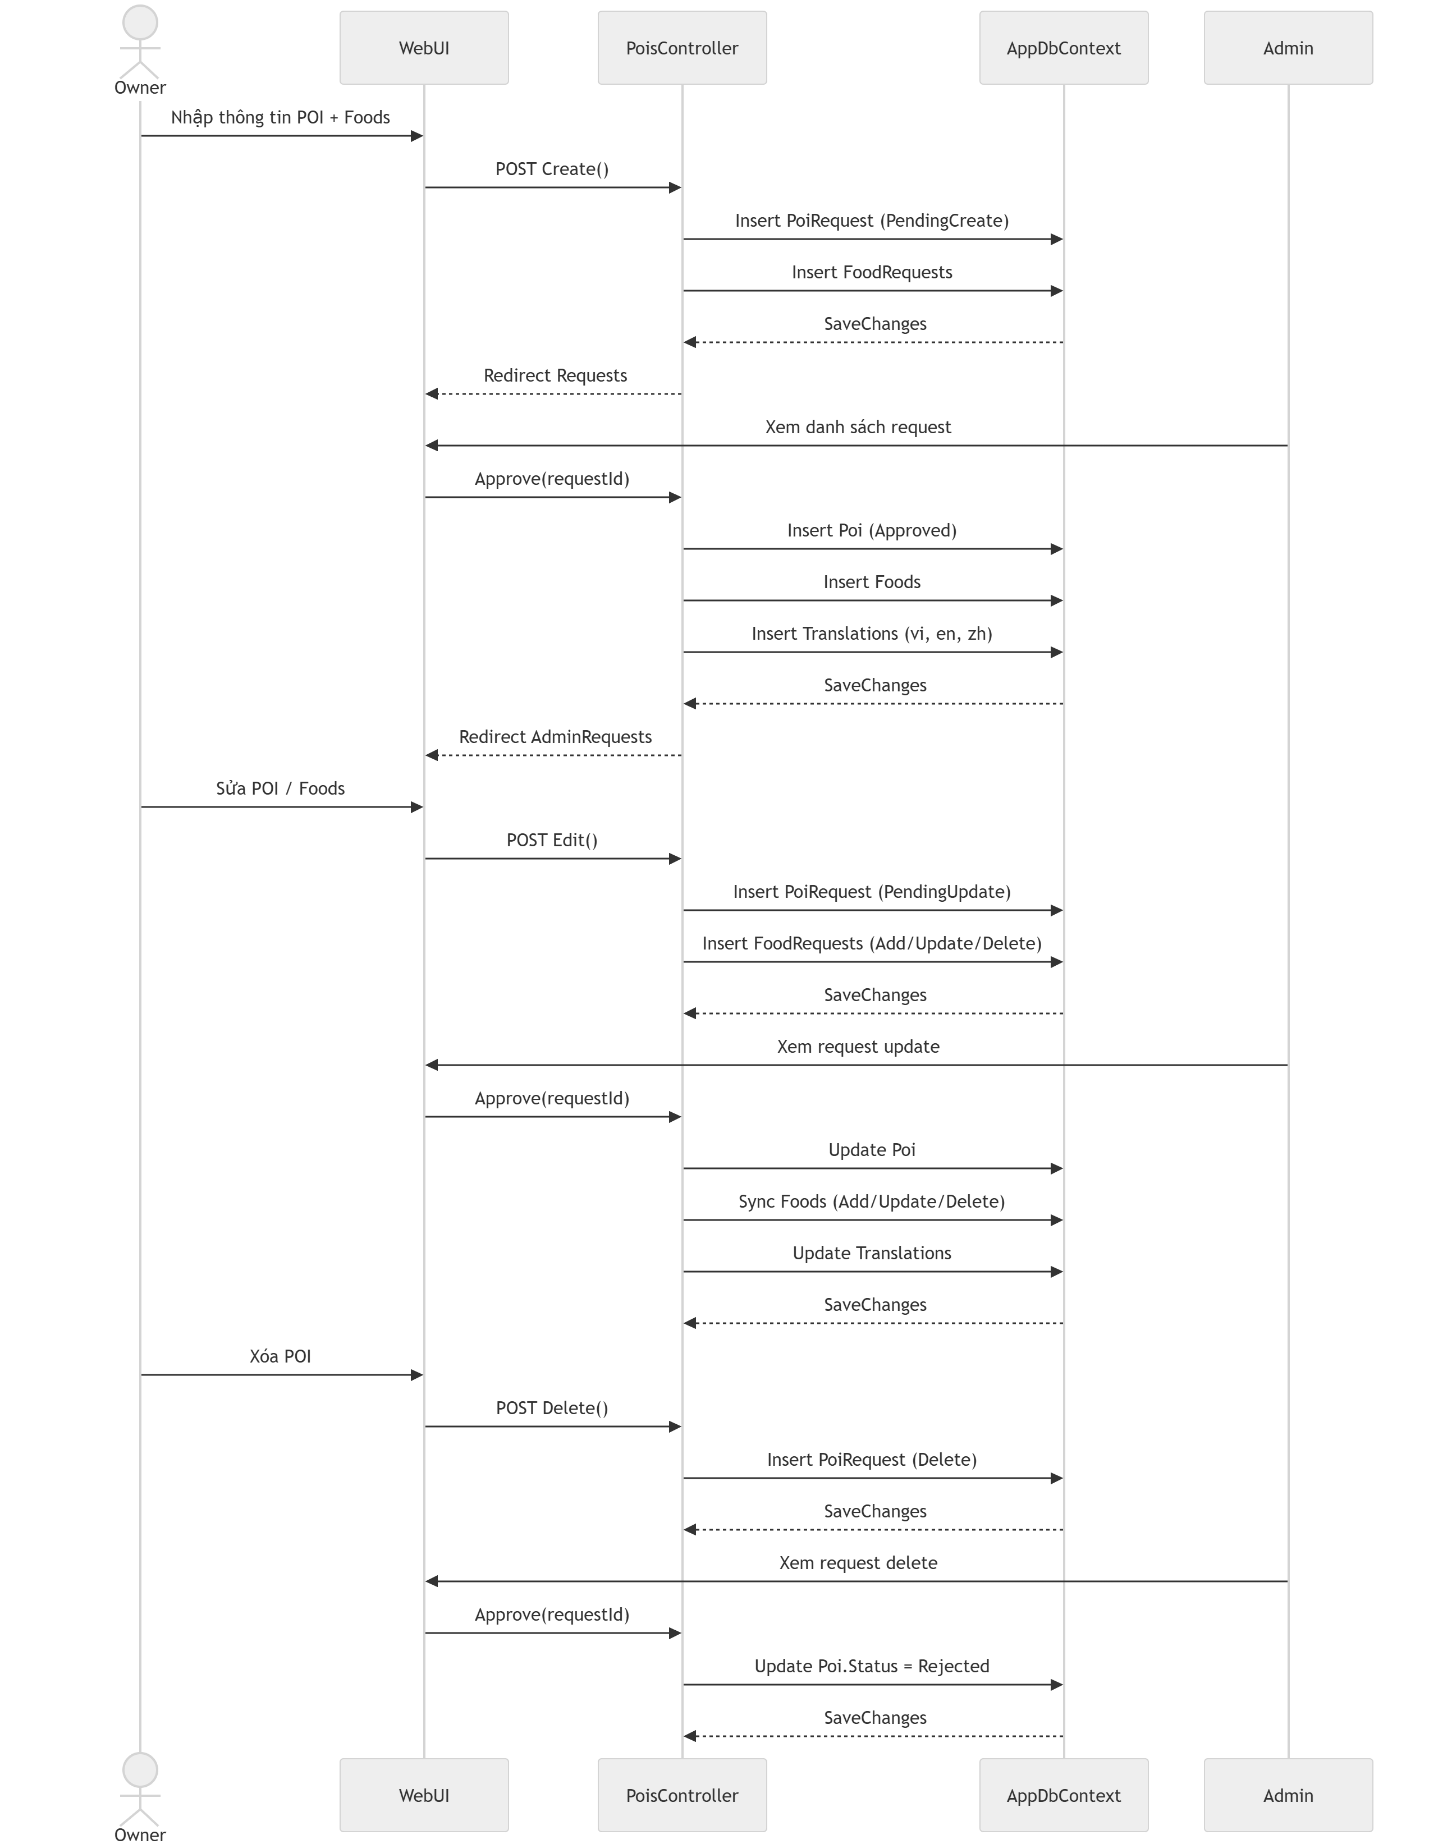 Owner
WebUI
PoisController
AppDbContext
Admin
Nhập thông tin POI + Foods
POST Create()
Insert PoiRequest (PendingCreate)
Insert FoodRequests
SaveChanges
Redirect Requests
Xem danh sách request
Approve(requestId)
Insert Poi (Approved)
Insert Foods
Insert Translations (vi, en, zh)
SaveChanges
Redirect AdminRequests
Sửa POI / Foods
POST Edit()
Insert PoiRequest (PendingUpdate)
Insert FoodRequests (Add/Update/Delete)
SaveChanges
Xem request update
Approve(requestId)
Update Poi
Sync Foods (Add/Update/Delete)
Update Translations
SaveChanges
Xóa POI
POST Delete()
Insert PoiRequest (Delete)
SaveChanges
Xem request delete
Approve(requestId)
Update Poi.Status = Rejected
SaveChanges
Owner
WebUI
PoisController
AppDbContext
Admin